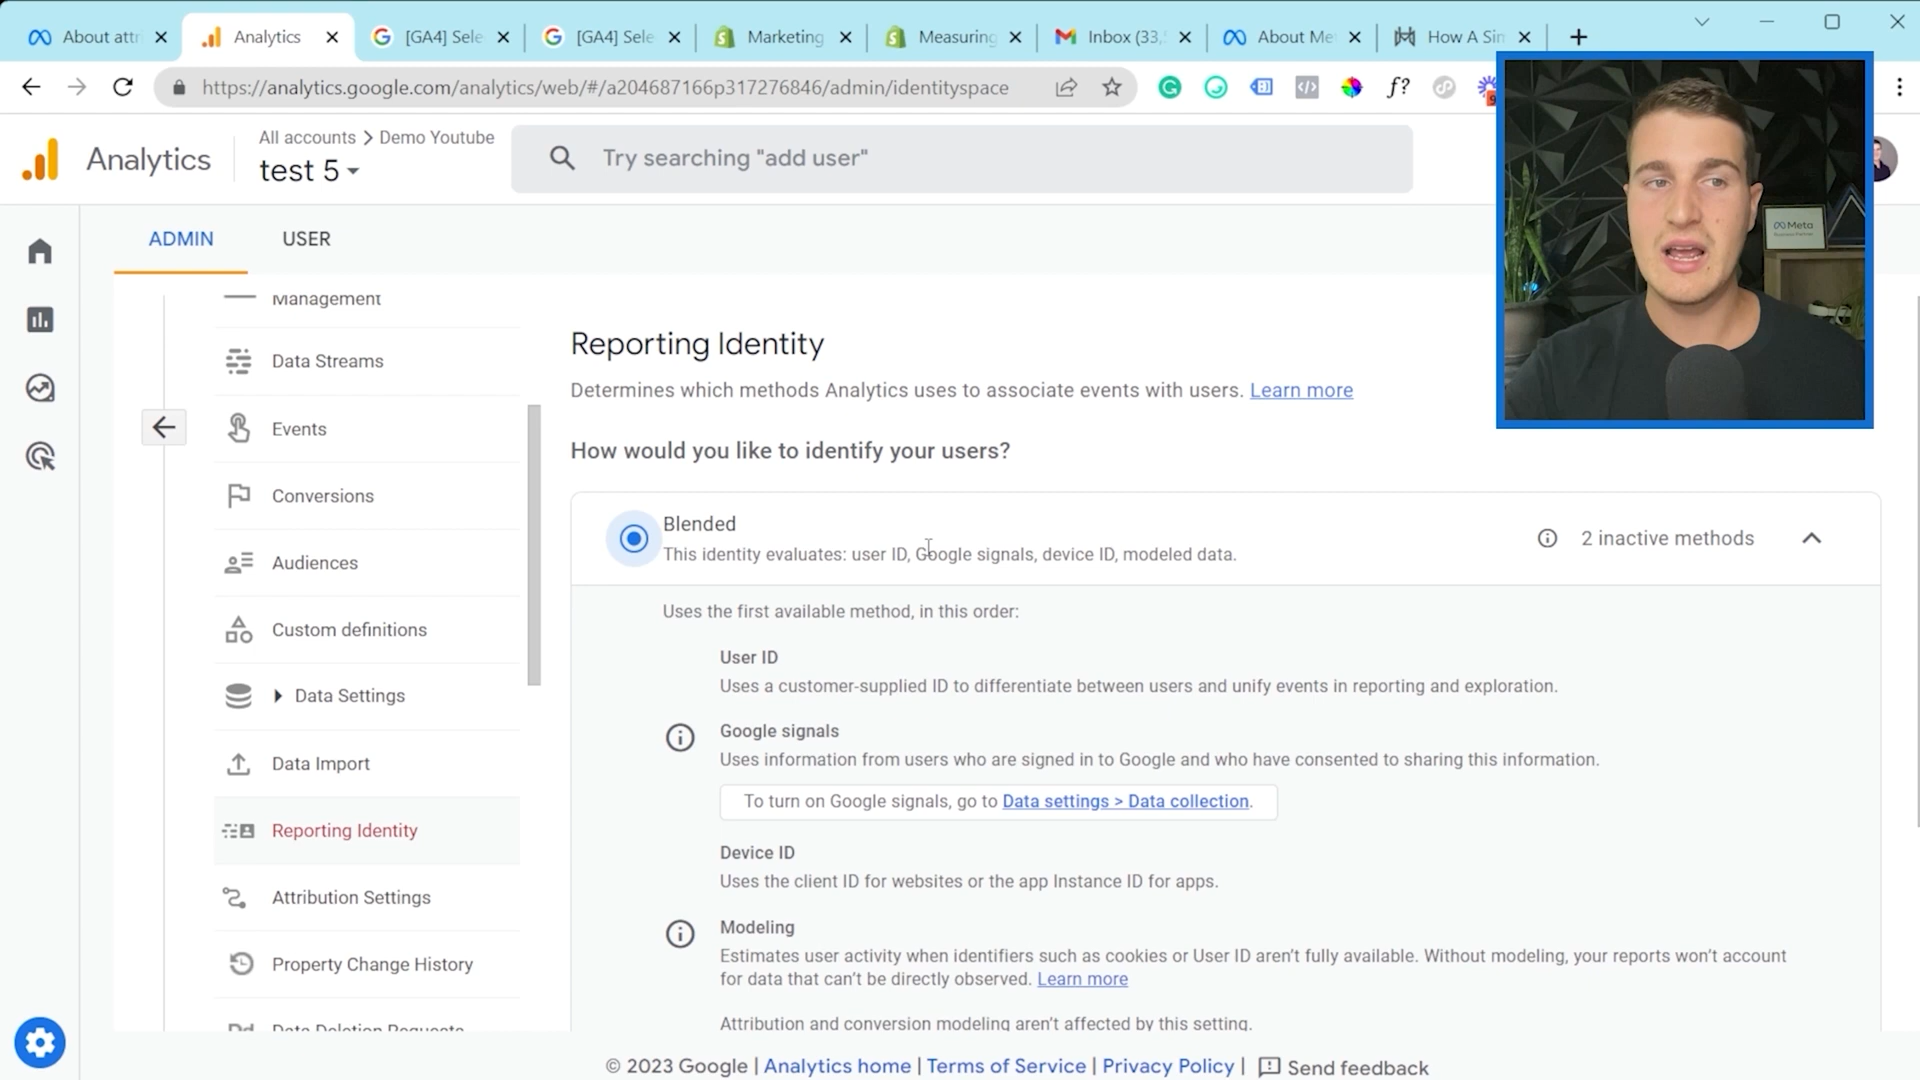 About attr
Analytics
[GA4] Sele
[GA4] Sele
Marketing
Measuring
Inbox (33,
About Me
How A Sim
https://analytics.google.com/analytics/web/#/a204687166p317276846/admin/identityspace
f?
9
Analytics
All accounts > Demo Youtube
test 5
Try searching "add user"
Meta
ADMIN
USER
Management
Data Streams
Events
Conversions
Audiences
Custom definitions
Data Settings
Data Import
Reporting Identity
Attribution Settings
Property Change History
Data Deletion Requests
Reporting Identity
Determines which methods Analytics uses to associate events with users. Learn more
How would you like to identify your users?
Blended
This identity evaluates: user ID, Google signals, device ID, modeled data.
2 inactive methods
Uses the first available method, in this order:
User ID
Uses a customer-supplied ID to differentiate between users and unify events in reporting and exploration.
Google signals
Uses information from users who are signed in to Google and who have consented to sharing this information.
To turn on Google signals, go to Data settings > Data collection.
Device ID
Uses the client ID for websites or the app Instance ID for apps.
Modeling
Estimates user activity when identifiers such as cookies or User ID aren't fully available. Without modeling, your reports won't account
for data that can't be directly observed. Learn more
Attribution and conversion modeling aren't affected by this setting.
© 2023 Google | Analytics home | Terms of Service | Privacy Policy | Send feedback